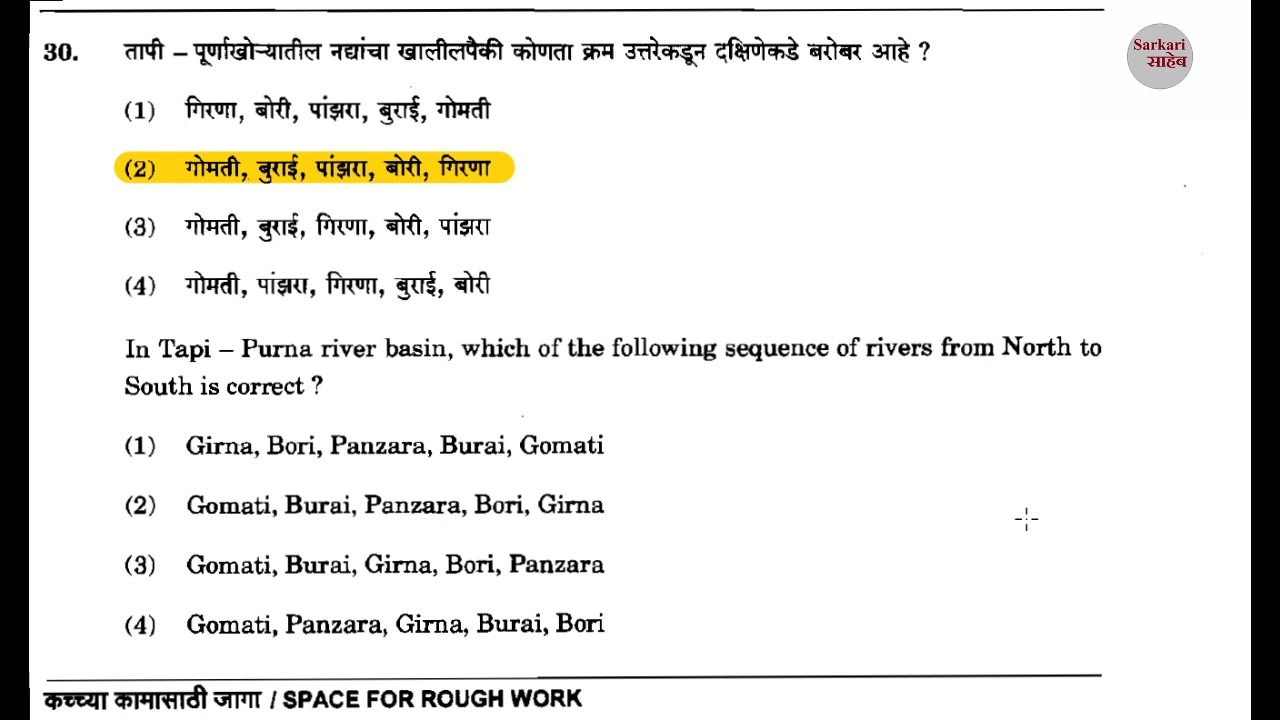 Sarkari
साहेब
30. तापी – पूर्णाखोऱ्यातील नद्यांचा खालीलपैकी कोणता क्रम उत्तरेकडून दक्षिणेकडे बरोबर आहे ?
(1) गिरणा, बोरी, पांझरा, बुराई, गोमती
(2) गोमती, बुराई, पांझरा, बोरी, गिरणा
(3) गोमती, बुराई, गिरणा, बोरी, पांझरा
(4) गोमती, पांझरा, गिरणा, बुराई, बोरी
In Tapi – Purna river basin, which of the following sequence of rivers from North to
South is correct ?
(1) Girna, Bori, Panzara, Burai, Gomati
(2) Gomati, Burai, Panzara, Bori, Girna
(3) Gomati, Burai, Girna, Bori, Panzara
(4) Gomati, Panzara, Girna, Burai, Bori
कच्च्या कामासाठी जागा / SPACE FOR ROUGH WORK